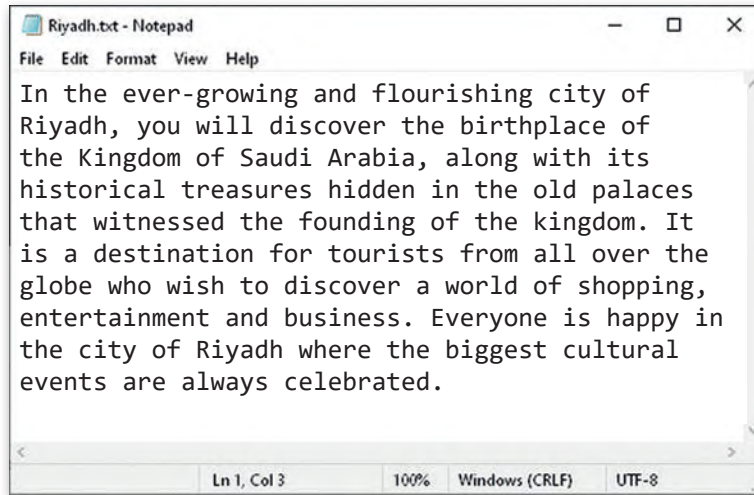 Riyadh.txt - Notepad
File Edit Format View Help
In the ever-growing and flourishing city of
Riyadh, you will discover the birthplace of
the Kingdom of Saudi Arabia, along with its
historical treasures hidden in the old palaces
that witnessed the founding of the kingdom. It
is a destination for tourists from all over the
globe who wish to discover a world of shopping,
entertainment and business. Everyone is happy in
the city of Riyadh where the biggest cultural
events are always celebrated.
Ln 1, Col 3 100% Windows (CRLF) UTF-8